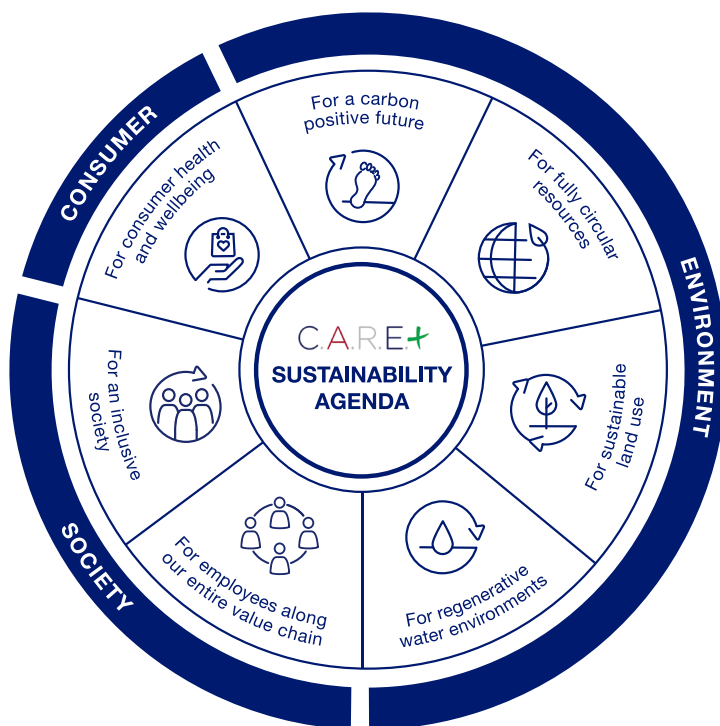 CONSUMER
ENVIRONMENT
SOCIETY
For a carbon
positive future
For fully circular
resources
For sustainable
land use
For regenerative
water environments
For employees along
our entire value chain
For an inclusive
society
For consumer health
and wellbeing
C.A.R.E.+
SUSTAINABILITY
AGENDA